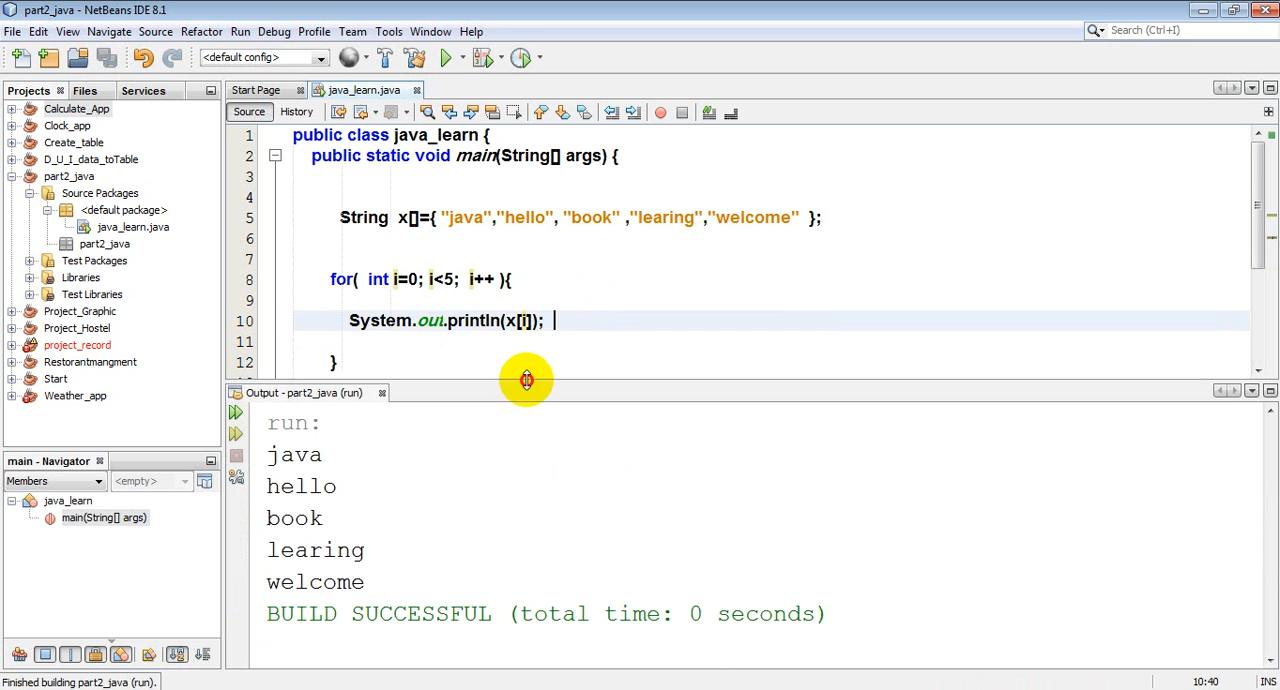 part2_java - NetBeans IDE 8.1
File Edit View Navigate Source Refactor Run Debug Profile Team Tools Window Help
Search (Ctrl+I)
<default config>
Projects Files Services
Start Page java_learn.java
Source History
Calculate_App
Clock_app
Create_table
D_U_I_data_toTable
part2_java
Source Packages
<default package>
java_learn.java
part2_java
Test Packages
Libraries
Test Libraries
Project_Graphic
Project_Hostel
project_record
Restorantmangment
Start
Weather_app
1 public class java_learn {
2 public static void main(String[] args) {
3
4
5 String x[]={ "java","hello", "book" ,"learing","welcome" };
6
7
8 for( int i=0; i<5; i++ ){
9
10 System.out.println(x[i]);
11
12 }
main - Navigator
Members <empty>
java_learn
main(String[] args)
Output - part2_java (run)
run:
java
hello
book
learing
welcome
BUILD SUCCESSFUL (total time: 0 seconds)
Finished building part2_java (run).
10:40 INS